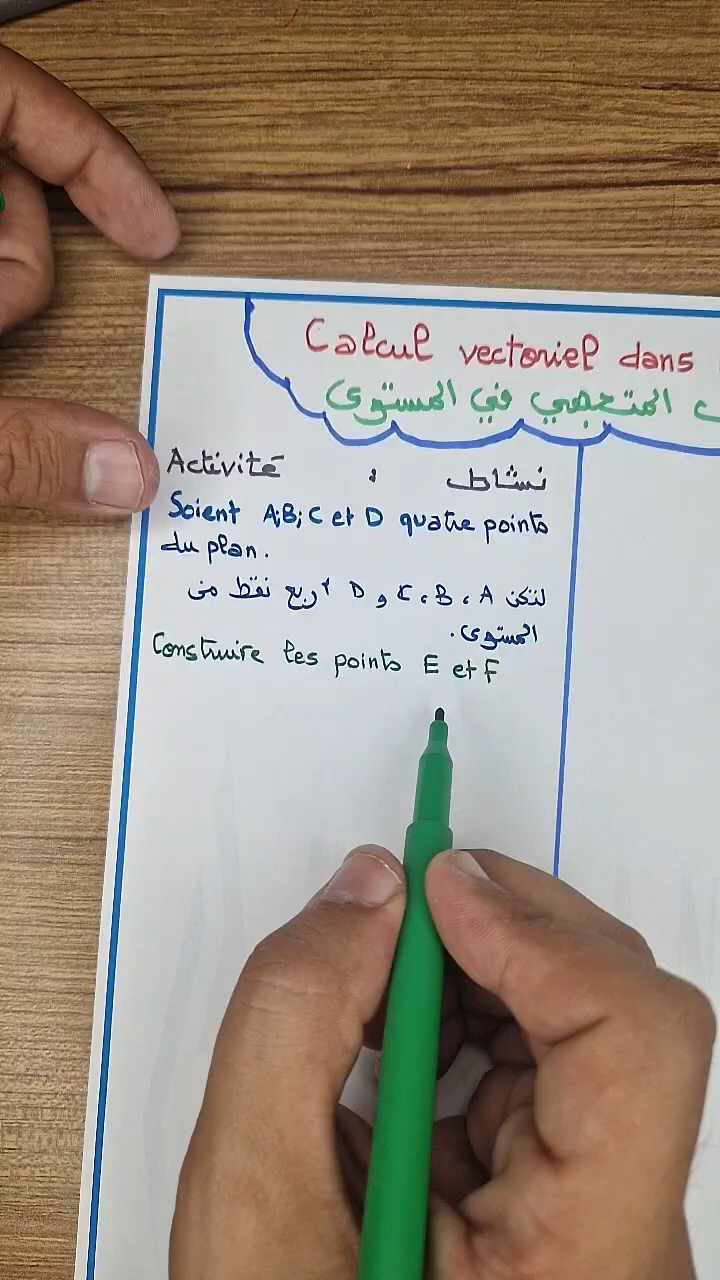 Calcul vectoriel dans
المتجهي في المستوى
Activité : نشاط
Soient A; B; C et D quatre points
du plan.
لتكن A ، B ، C و D أربع نقط من
المستوى.
Construire les points E et F